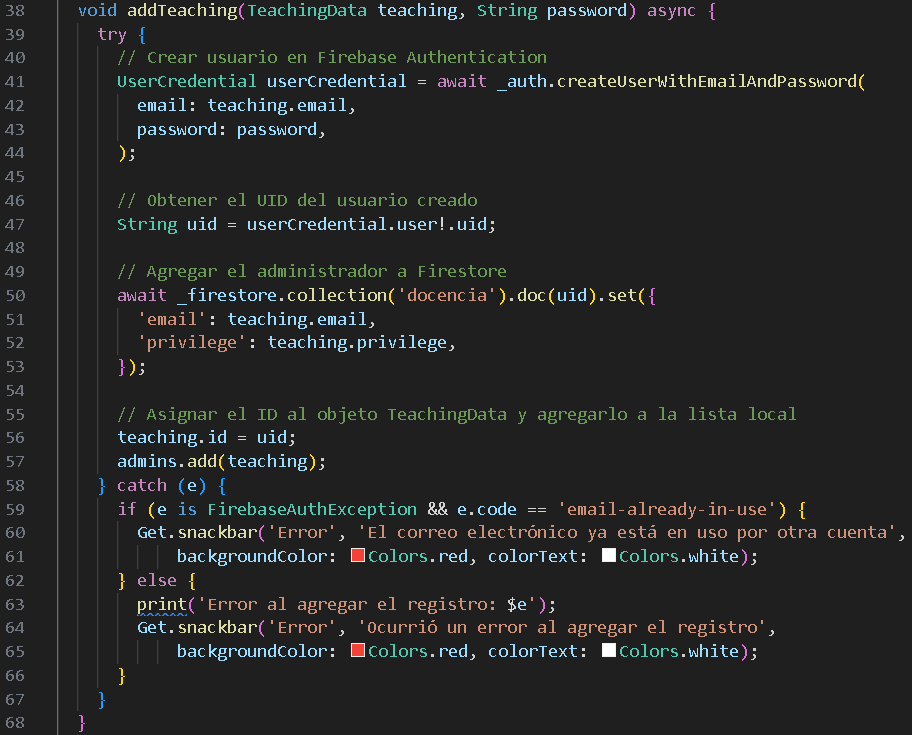 38 void addTeaching(TeachingData teaching, String password) async {
39 try {
40 // Crear usuario en Firebase Authentication
41 UserCredential userCredential = await _auth.createUserWithEmailAndPassword(
42 email: teaching.email,
43 password: password,
44 );
45
46 // Obtener el UID del usuario creado
47 String uid = userCredential.user!.uid;
48
49 // Agregar el administrador a Firestore
50 await _firestore.collection('docencia').doc(uid).set({
51 'email': teaching.email,
52 'privilege': teaching.privilege,
53 });
54
55 // Asignar el ID al objeto TeachingData y agregarlo a la lista local
56 teaching.id = uid;
57 admins.add(teaching);
58 } catch (e) {
59 if (e is FirebaseAuthException && e.code == 'email-already-in-use') {
60 Get.snackbar('Error', 'El correo electrónico ya está en uso por otra cuenta',
61 backgroundColor: Colors.red, colorText: Colors.white);
62 } else {
63 print('Error al agregar el registro: $e');
64 Get.snackbar('Error', 'Ocurrió un error al agregar el registro',
65 backgroundColor: Colors.red, colorText: Colors.white);
66 }
67 }
68 }